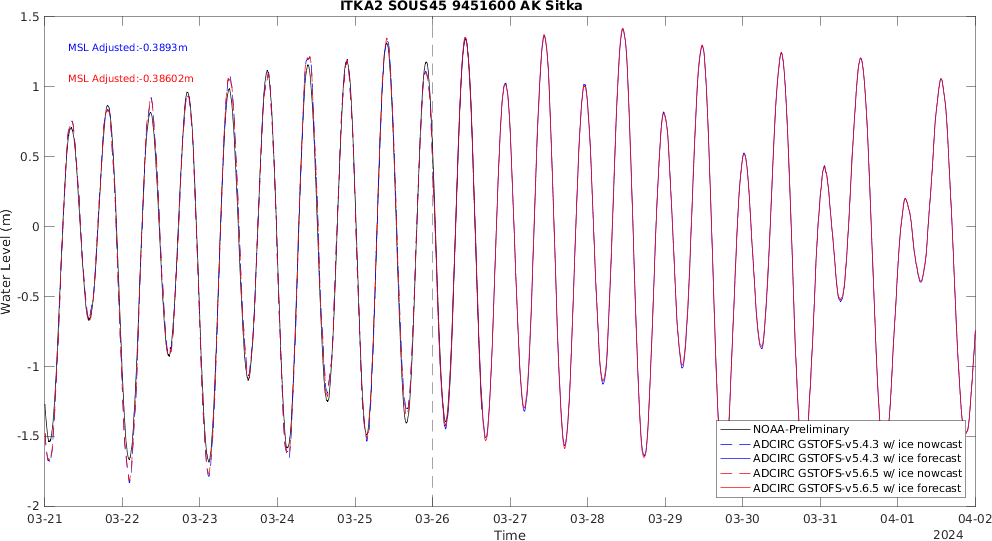 ITKA2 SOUS45 9451600 AK Sitka
MSL Adjusted:-0.3893m
MSL Adjusted:-0.38602m
Water Level (m)
1.5
1
0.5
0
-0.5
-1
-1.5
-2
NOAA-Preliminary
ADCIRC GSTOFS-v5.4.3 w/ ice nowcast
ADCIRC GSTOFS-v5.4.3 w/ ice forecast
ADCIRC GSTOFS-v5.6.5 w/ ice nowcast
ADCIRC GSTOFS-v5.6.5 w/ ice forecast
03-21 03-22 03-23 03-24 03-25 03-26 03-27 03-28 03-29 03-30 03-31 04-01 04-02
Time
2024